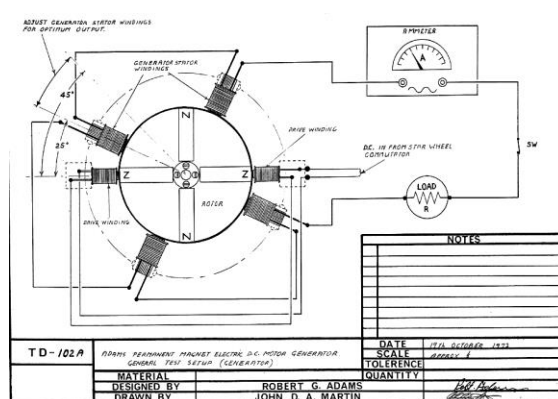 ADJUST GENERATOR STATOR WINDINGS
FOR OPTIMUM OUTPUT.
45°
25°
GENERATOR STATOR
WINDINGS
N
N
Z
Z
ROTOR
DRIVE WINDING
DRIVE WINDING
D.C. IN FROM STAR WHEEL
COMMUTATOR
AMMETER
A
SW
LOAD
R
NOTES
TD-102A
ADAMS PERMANENT MAGNET ELECTRIC D.C. MOTOR GENERATOR
GENERAL TEST SETUP (GENERATOR)
DATE
OCTOBER
SCALE
APPROX
TOLERENCE
MATERIAL
QUANTITY
DESIGNED BY
ROBERT G. ADAMS
DRAWN BY
JOHN D. A. MARTIN